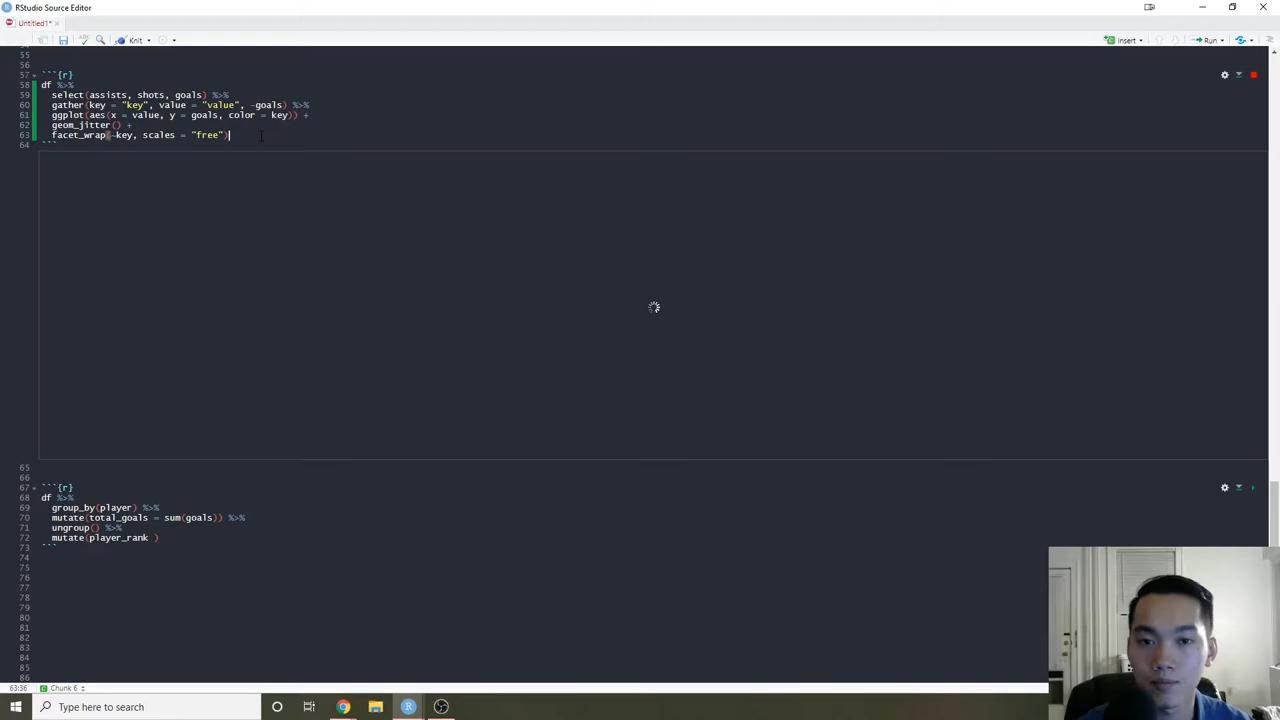 RStudio Source Editor
Untitled1*
ABC
Knit
Insert
Run
54
55
56
57 ```{r}
58 df %>%
59 select(assists, shots, goals) %>%
60 gather(key = "key", value = "value", -goals) %>%
61 ggplot(aes(x = value, y = goals, color = key)) +
62 geom_jitter() +
63 facet_wrap(~key, scales = "free")
64 ```
65
66
67 ```{r}
68 df %>%
69 group_by(player) %>%
70 mutate(total_goals = sum(goals)) %>%
71 ungroup() %>%
72 mutate(player_rank )
73 ```
74
75
76
77
78
79
80
81
82
83
84
85
86
63:36 Chunk 6
Type here to search